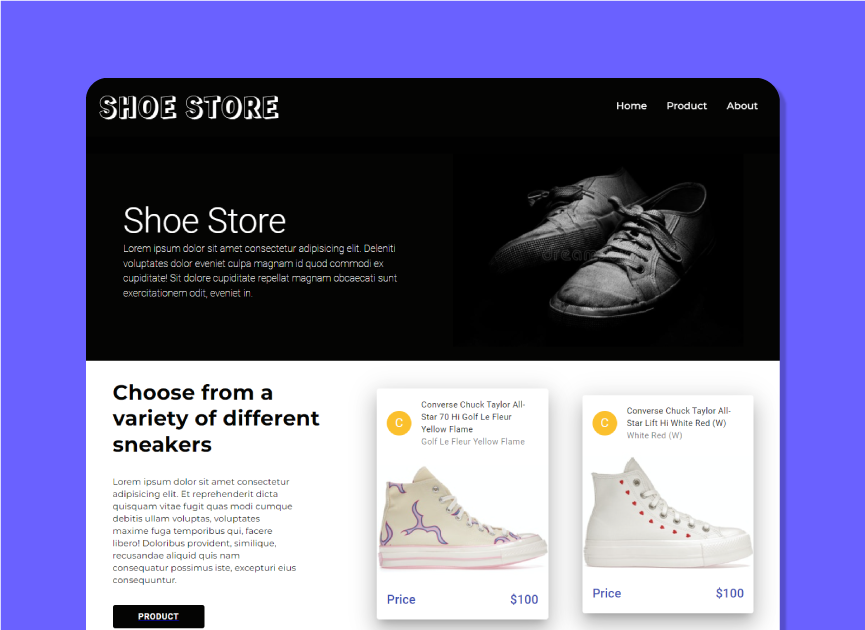 SHOE STORE
Home Product About
Shoe Store
Lorem ipsum dolor sit amet consectetur adipisicing elit. Deleniti
voluptates dolor eveniet culpa magnam id quod commodi ex
cupiditate! Sit dolore cupiditate repellat magnam obcaecati sunt
exercitationem odit, eveniet in.
Choose from a
variety of different
sneakers
Lorem ipsum dolor sit amet consectetur
adipisicing elit. Et reprehenderit dicta
quisquam vitae fugit quas modi cumque
debitis ullam voluptas, voluptates
maxime fuga temporibus qui, facere
libero! Doloribus provident, similique,
recusandae aliquid quis nam
consequatur possimus iste, excepturi eius
consequuntur.
PRODUCT
C
Converse Chuck Taylor All-
Star 70 Hi Golf Le Fleur
Yellow Flame
Golf Le Fleur Yellow Flame
Price $100
C
Converse Chuck Taylor All-
Star Lift Hi White Red (W)
White Red (W)
Price $100